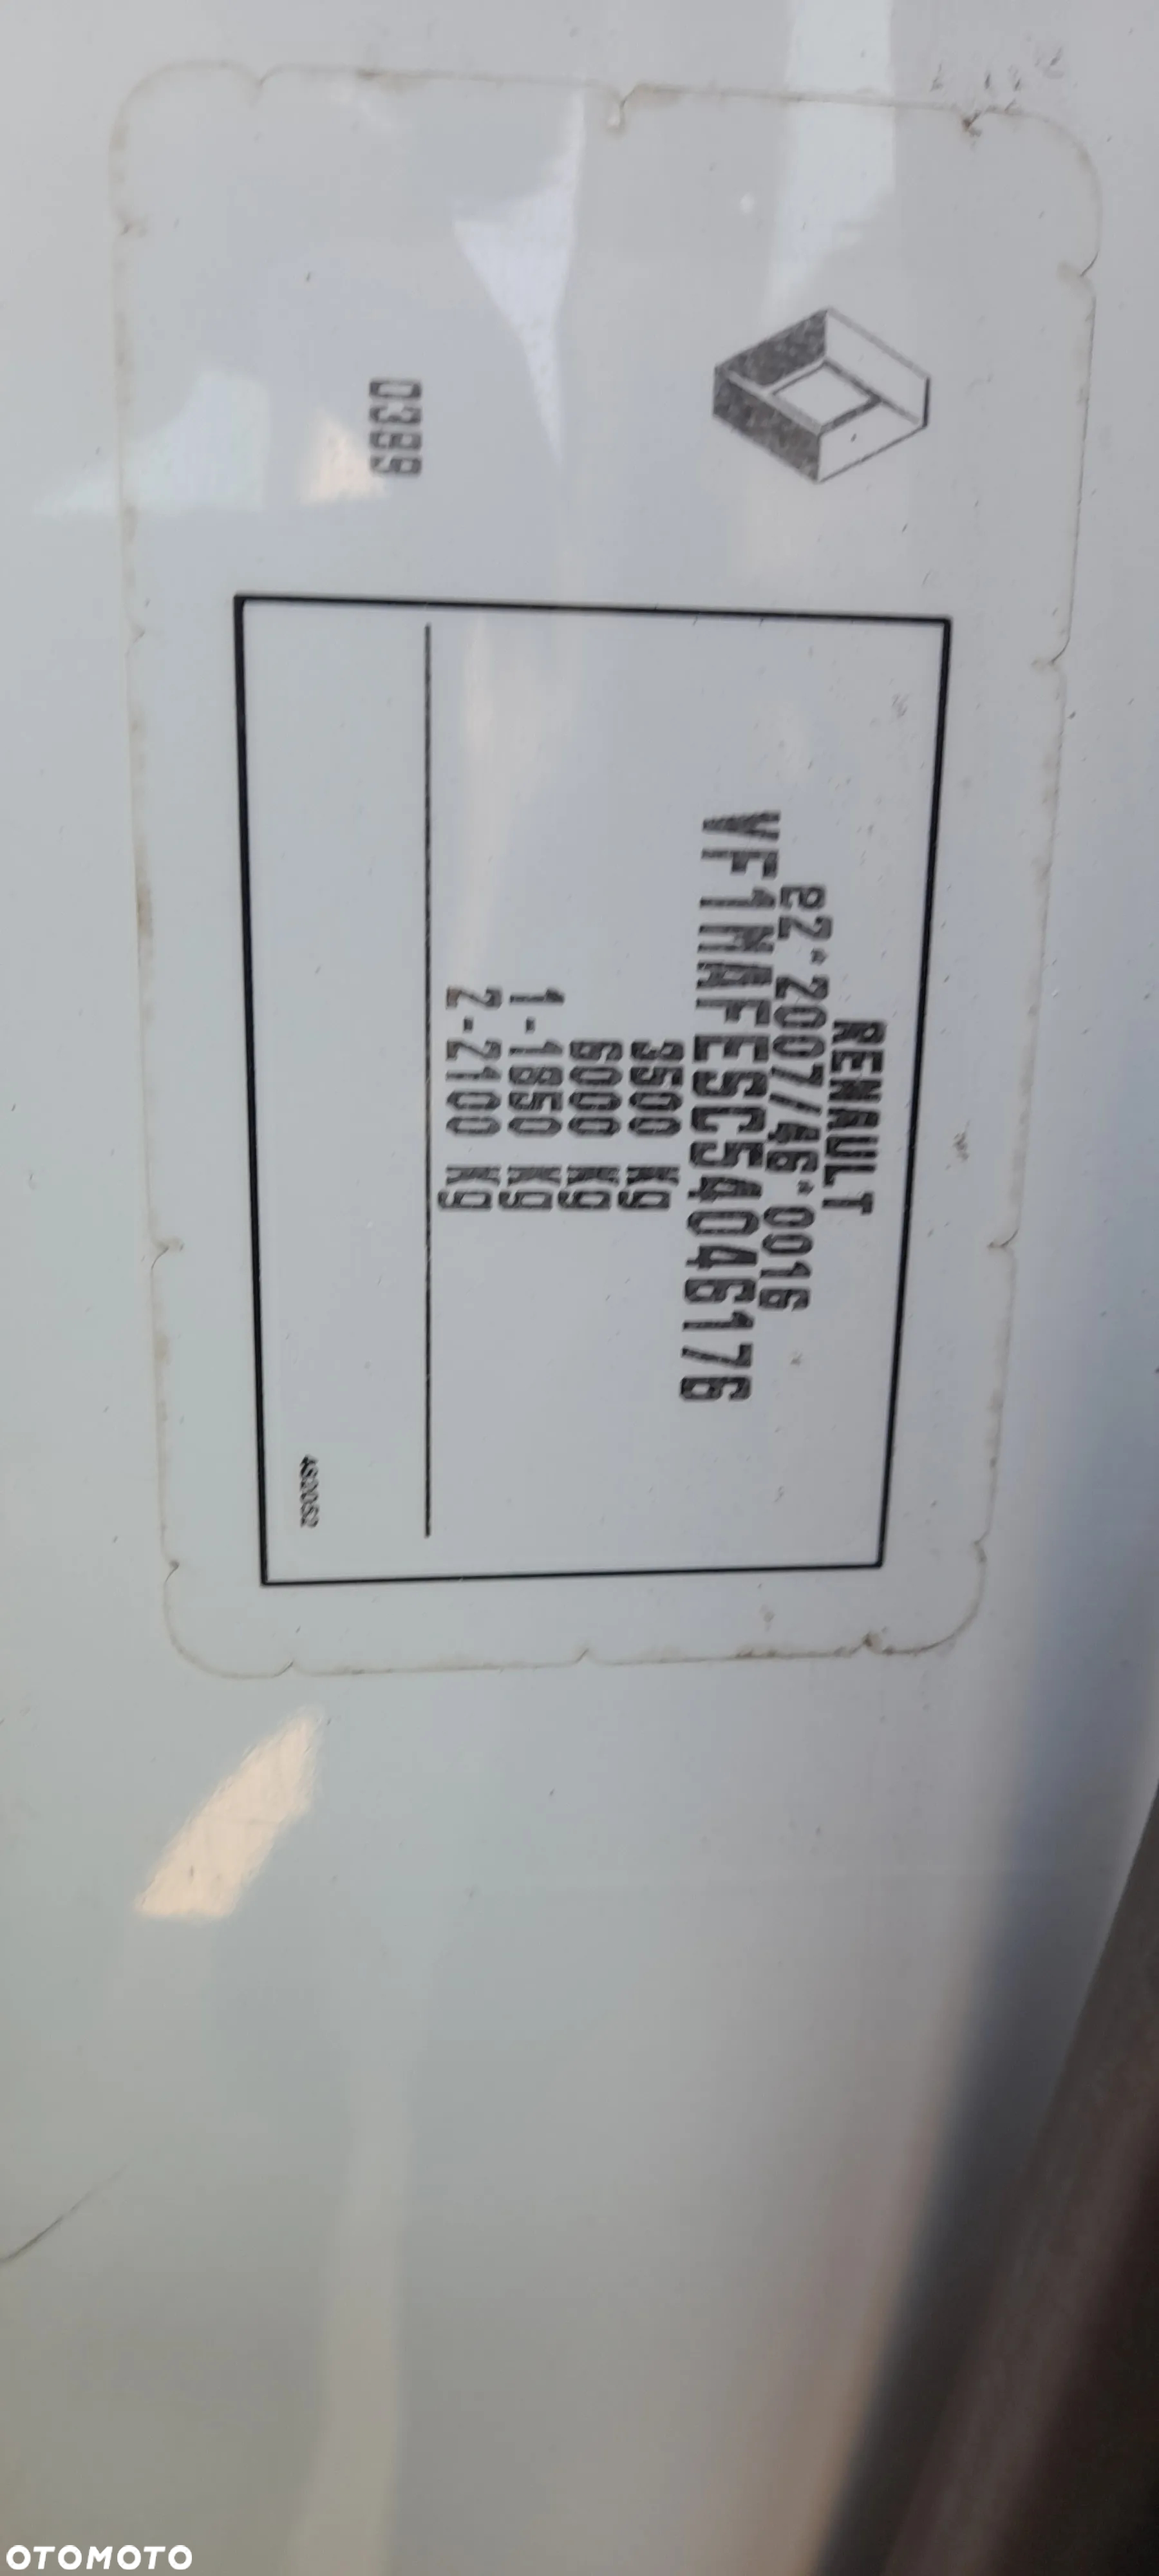 0389
RENAULT
e2*2007/46*0016
VF1MAFESC54046176
3500 Kg
6000 Kg
1-1850 Kg
2-2100 Kg
OTOMOTO